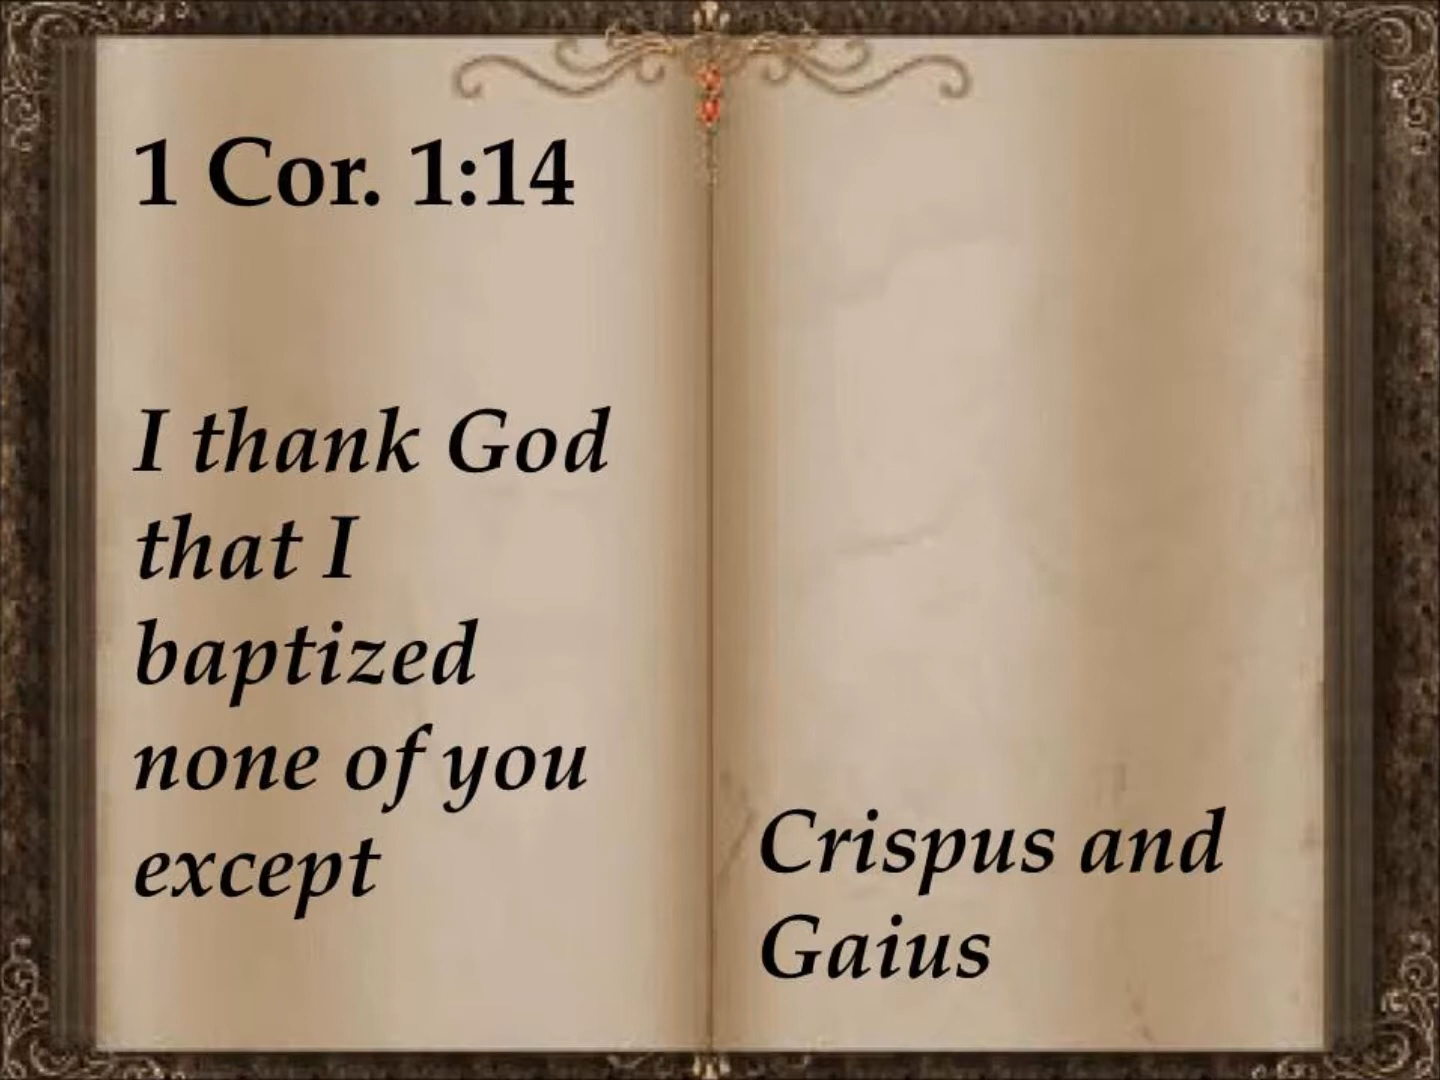 1 Cor. 1:14
I thank God
that I
baptized
none of you
except
Crispus and
Gaius